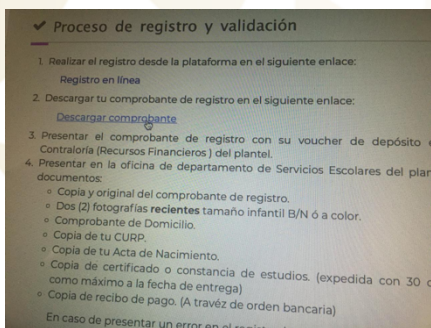 ✔ Proceso de registro y validación
1. Realizar el registro desde la plataforma en el siguiente enlace:
Registro en línea
2. Descargar tu comprobante de registro en el siguiente enlace:
Descargar comprobante
3. Presentar el comprobante de registro con su voucher de depósito
Contraloría (Recursos Financieros ) del plantel.
4. Presentar en la oficina de departamento de Servicios Escolares del
documentos:
Copia y original del comprobante de registro.
Dos (2) fotografías recientes tamaño infantil B/N ó a color.
Comprobante de Domicilio.
Copia de tu CURP.
Copia de tu Acta de Nacimiento.
Copia de certificado o constancia de estudios. (expedida con 30
como máximo a la fecha de entrega)
Copia de recibo de pago. (A travéz de orden bancaria)
En caso de presentar un error en el